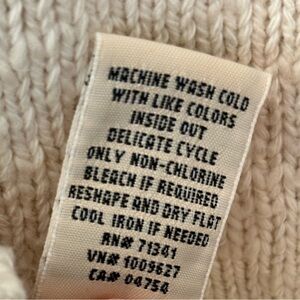 MACHINE WASH COLD
WITH LIKE COLORS
INSIDE OUT
DELICATE CYCLE
ONLY NON-CHLORINE
BLEACH IF REQUIRED
RESHAPE AND DRY FLAT
COOL IRON IF NEEDED
RN# 71341
VN# 1009627
CA# 04754